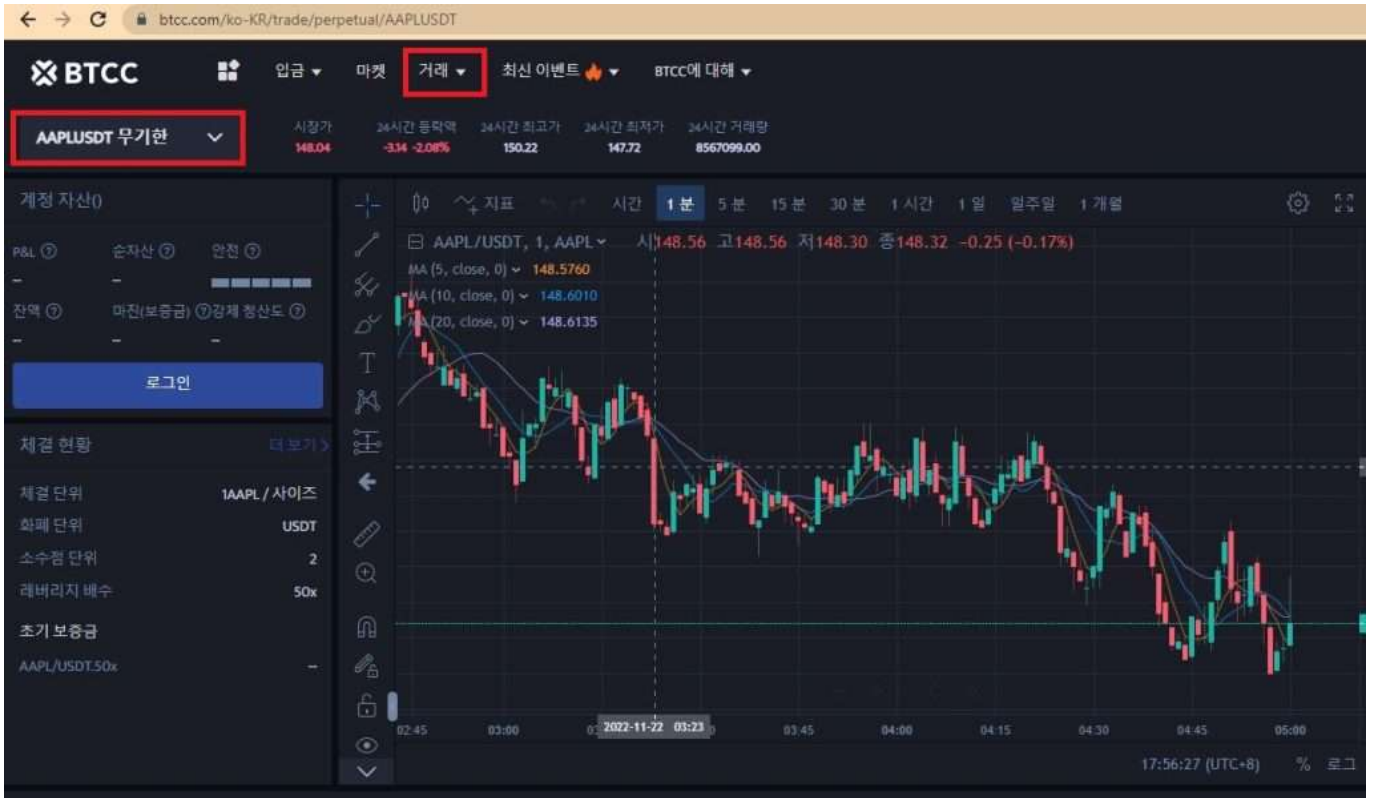 btcc.com/ko-KR/trade/perpetual/AAPLUSDT
BTCC 입금 마켓 거래 최신 이벤트 BTCC에 대해
AAPLUSDT 무기한
시장가 24시간 등락액 24시간 최고가 24시간 최저가 24시간 거래량
148.04 -3.14 -2.08% 150.22 147.72 8567099.00
계정 자산()
지표 시간 1분 5분 15분 30분 1시간 1일 일주일 1개월
AAPL/USDT, 1, AAPL 시148.56 고148.56 저148.30 종148.32 -0.25 (-0.17%)
P&L 순자산 안전
MA (5, close, 0) 148.5760
MA (10, close, 0) 148.6010
MA (20, close, 0) 148.6135
잔액 마진(보증금) 강제 청산도
로그인
체결 현황 더 보기 >
체결 단위 1AAPL / 사이즈
화폐 단위 USDT
소수점 단위 2
레버리지 배수 50x
초기 보증금
AAPL/USDT.50x --
02:45 03:00 2022-11-22 03:23 03:45 04:00 04:15 04:30 04:45 05:00
17:56:27 (UTC+8) % 로그